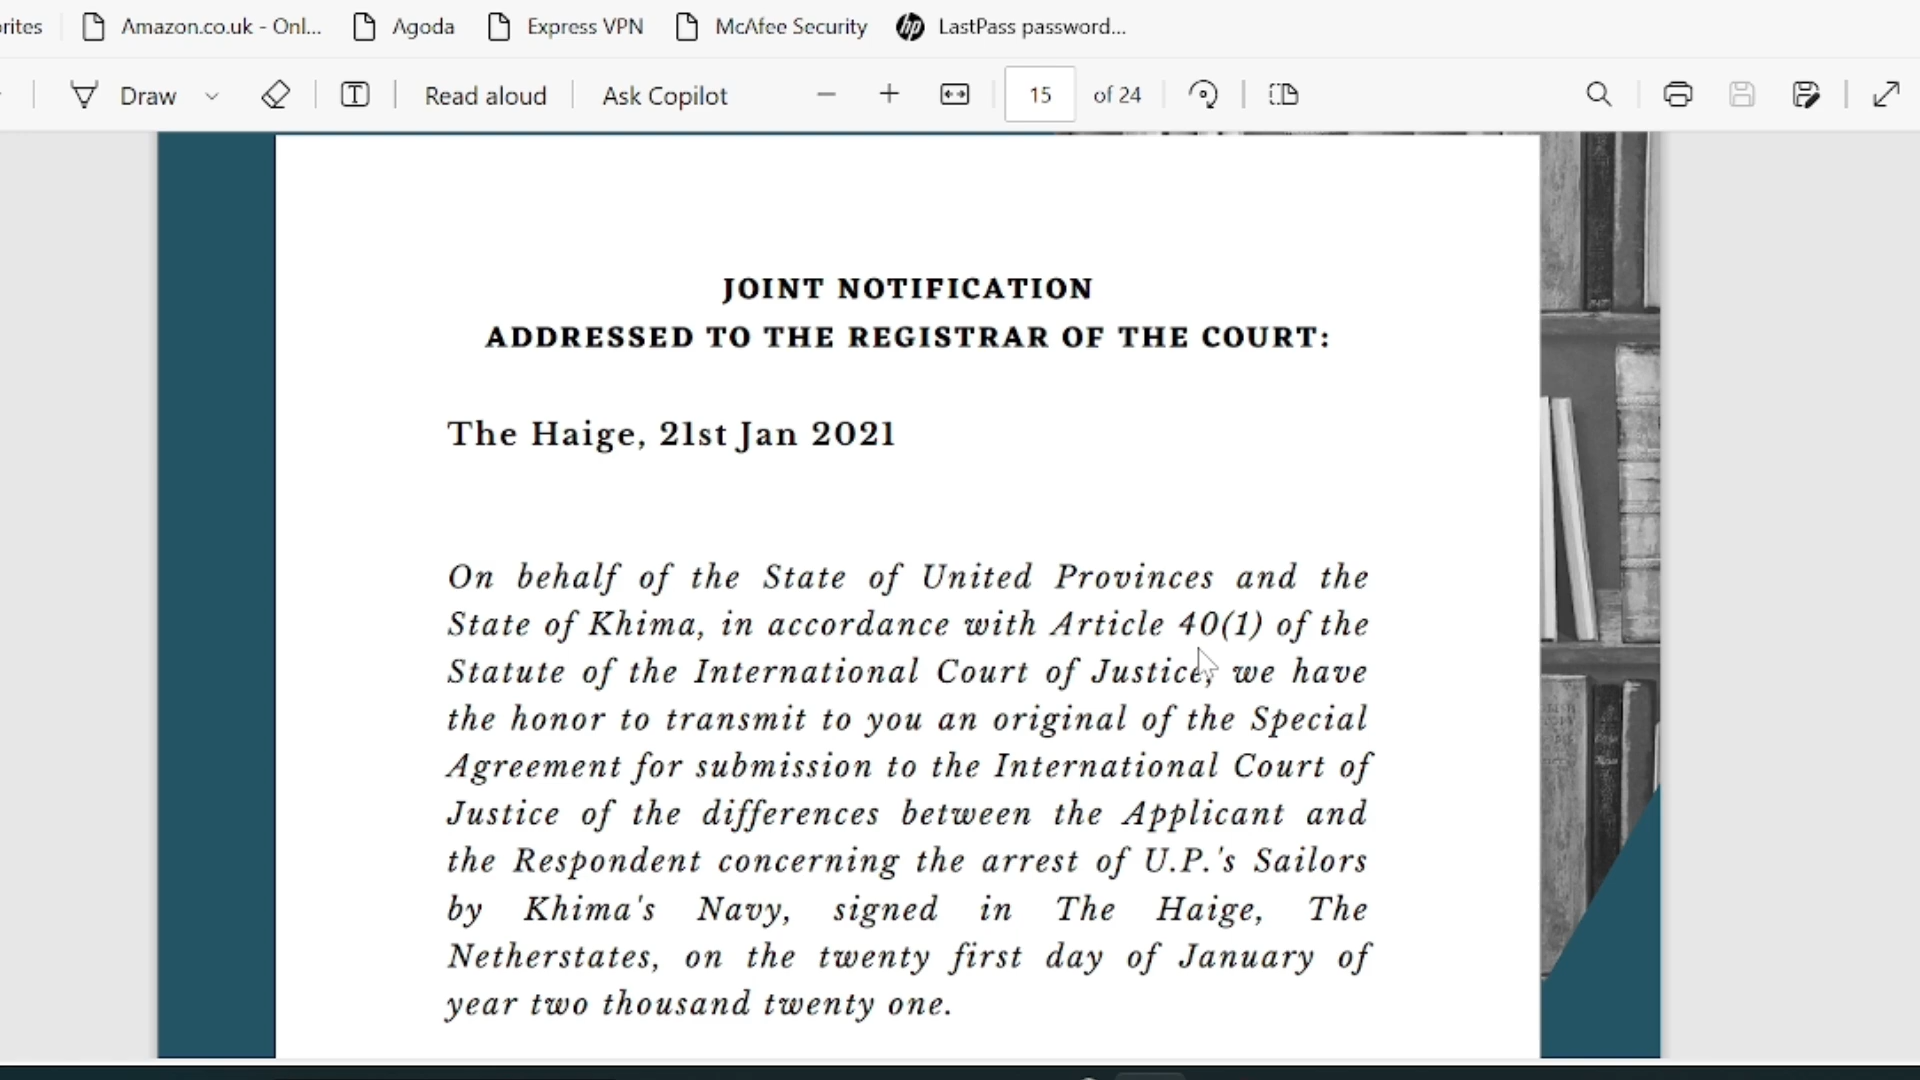 rites Amazon.co.uk - Onl... Agoda Express VPN McAfee Security hp LastPass password...
Draw T Read aloud Ask Copilot 15 of 24
JOINT NOTIFICATION
ADDRESSED TO THE REGISTRAR OF THE COURT:
The Haige, 21st Jan 2021
On behalf of the State of United Provinces and the
State of Khima, in accordance with Article 40(1) of the
Statute of the International Court of Justice, we have
the honor to transmit to you an original of the Special
Agreement for submission to the International Court of
Justice of the differences between the Applicant and
the Respondent concerning the arrest of U.P.'s Sailors
by Khima's Navy, signed in The Haige, The
Netherstates, on the twenty first day of January of
year two thousand twenty one.